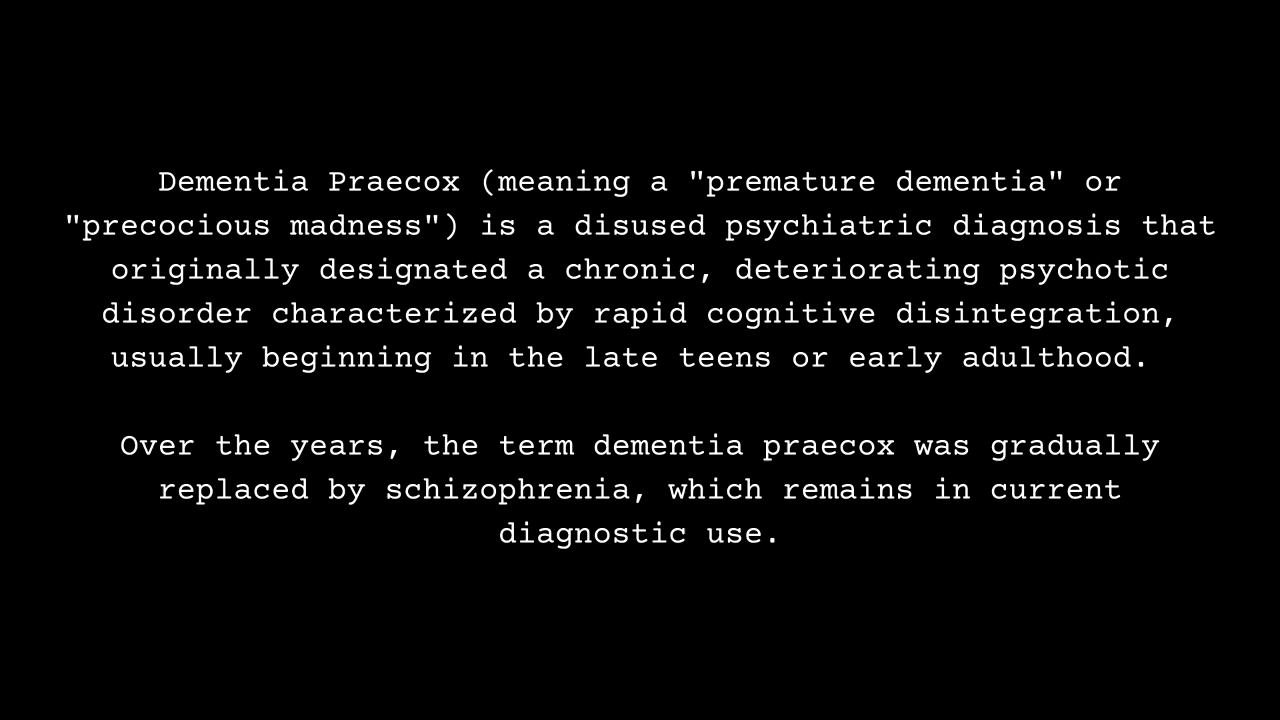 Dementia Praecox (meaning a "premature dementia" or
"precocious madness") is a disused psychiatric diagnosis that
originally designated a chronic, deteriorating psychotic
disorder characterized by rapid cognitive disintegration,
usually beginning in the late teens or early adulthood.
Over the years, the term dementia praecox was gradually
replaced by schizophrenia, which remains in current
diagnostic use.